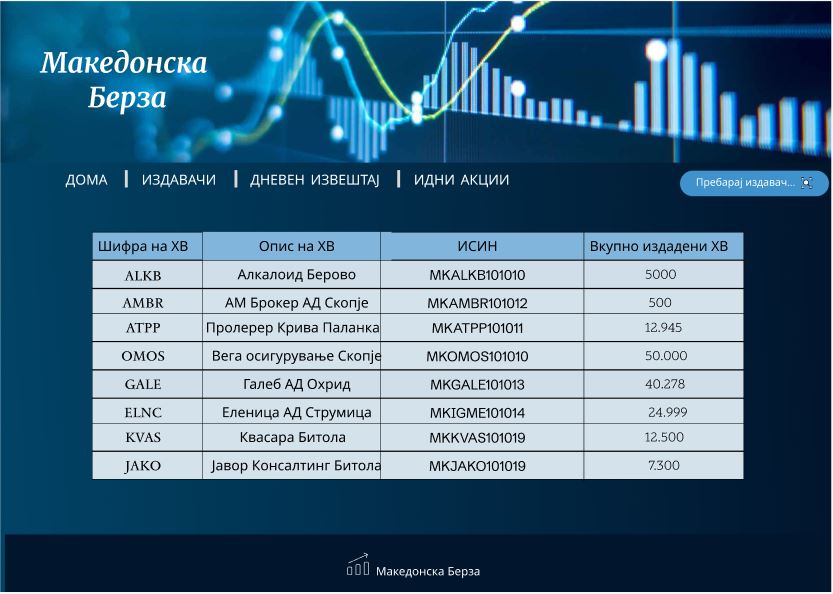 Македонска
Берза
ДОМА | ИЗДАВАЧИ | ДНЕВЕН ИЗВЕШТАЈ | ИДНИ АКЦИИ
Пребарај издавач...
Шифра на ХВ Опис на ХВ ИСИН Вкупно издадени ХВ
ALKB Алкалоид Берово MKALKB101010 5000
AMBR АМ Брокер АД Скопје MKAMBR101012 500
ATPP Пролерер Крива Паланка MKATPP101011 12.945
OMOS Вега осигурување Скопје MKOMOS101010 50.000
GALE Галеб АД Охрид MKGALE101013 40.278
ELNC Еленица АД Струмица MKIGME101014 24.999
KVAS Квасара Битола MKKVAS101019 12.500
JAKO Јавор Консалтинг Битола MKJAKO101019 7.300
Македонска Берза